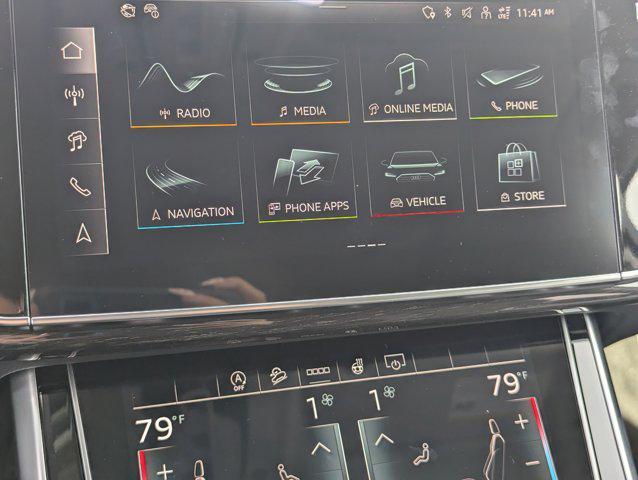 11:41 AM
RADIO
MEDIA
ONLINE MEDIA
PHONE
NAVIGATION
PHONE APPS
VEHICLE
STORE
A OFF
1 1 79°F
79°F